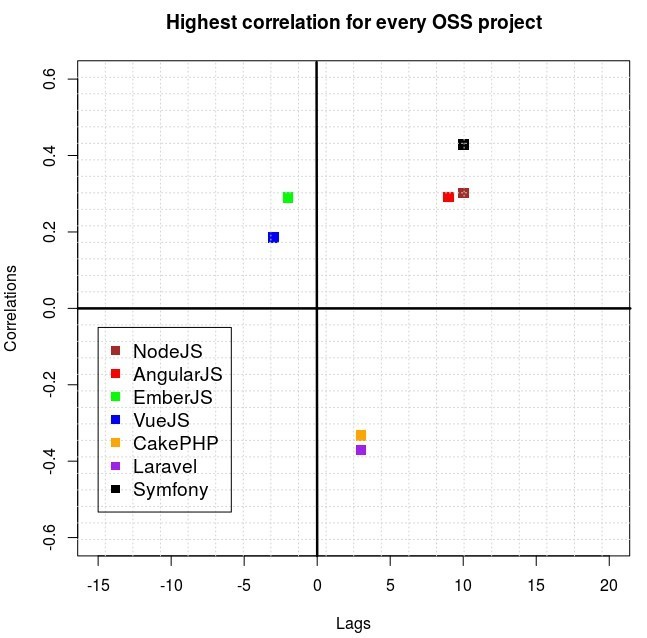 Highest correlation for every OSS project
Correlations
0.6
0.4
0.2
0.0
-0.2
-0.4
-0.6
NodeJS
AngularJS
EmberJS
VueJS
CakePHP
Laravel
Symfony
-15 -10 -5 0 5 10 15 20
Lags